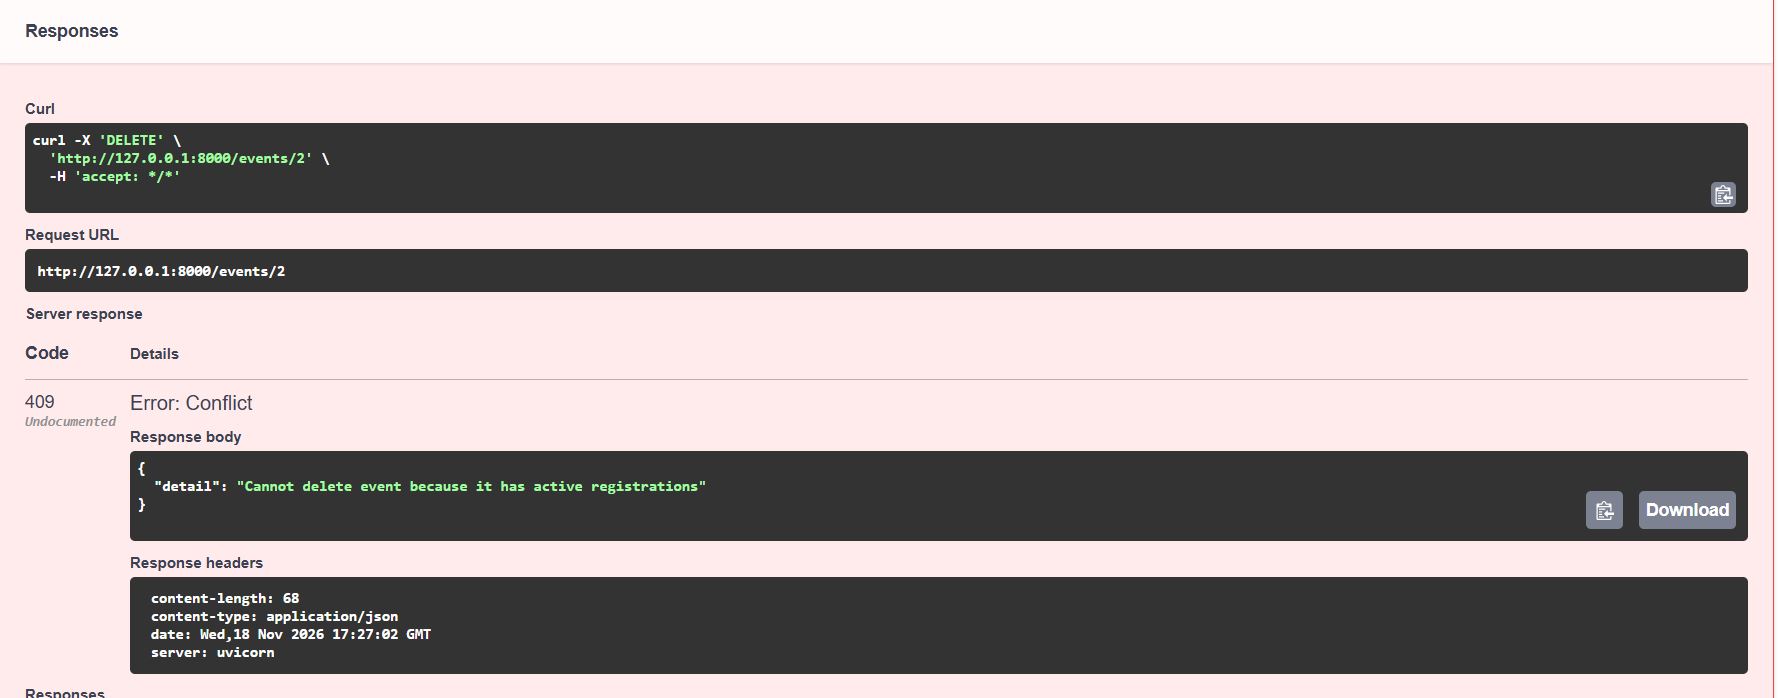 Responses
Curl
curl -X 'DELETE' \
  'http://127.0.0.1:8000/events/2' \
  -H 'accept: */*'
Request URL
http://127.0.0.1:8000/events/2
Server response
Code Details
409 Error: Conflict
Undocumented
Response body
{
  "detail": "Cannot delete event because it has active registrations"
}
Download
Response headers
content-length: 68
content-type: application/json
date: Wed,18 Nov 2026 17:27:02 GMT
server: uvicorn
Responses